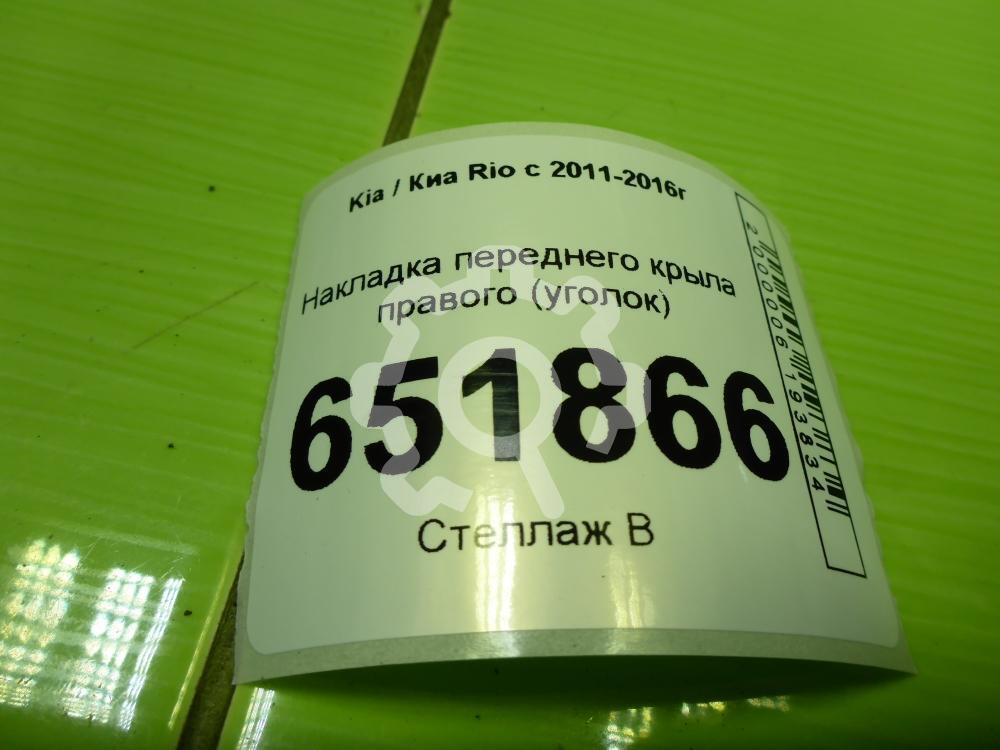 Kia / Киа Rio с 2011-2016г
Накладка переднего крыла
правого (уголок)
651866
Стеллаж В
2000006193834